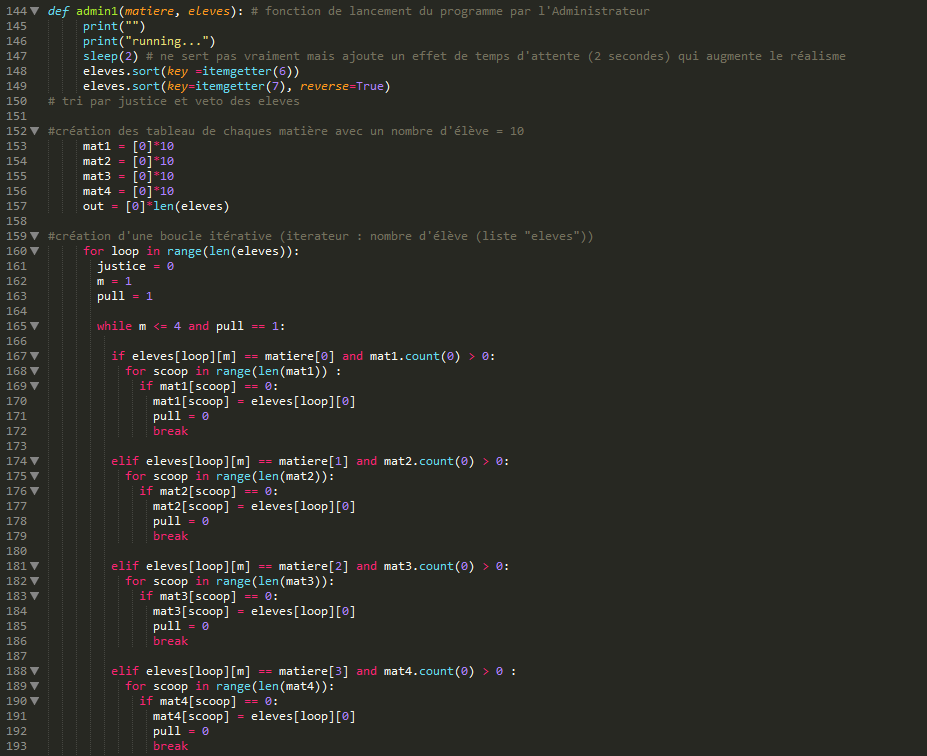 144 def admin1(matiere, eleves): # fonction de lancement du programme par l'Administrateur
145 print("")
146 print("running...")
147 sleep(2) # ne sert pas vraiment mais ajoute un effet de temps d'attente (2 secondes) qui augmente le réalisme
148 eleves.sort(key =itemgetter(6))
149 eleves.sort(key=itemgetter(7), reverse=True)
150 # tri par justice et veto des eleves
151
152 #création des tableau de chaques matière avec un nombre d'élève = 10
153 mat1 = [0]*10
154 mat2 = [0]*10
155 mat3 = [0]*10
156 mat4 = [0]*10
157 out = [0]*len(eleves)
158
159 #création d'une boucle itérative (iterateur : nombre d'élève (liste "eleves"))
160 for loop in range(len(eleves)):
161 justice = 0
162 m = 1
163 pull = 1
164
165 while m <= 4 and pull == 1:
166
167 if eleves[loop][m] == matiere[0] and mat1.count(0) > 0:
168 for scoop in range(len(mat1)) :
169 if mat1[scoop] == 0:
170 mat1[scoop] = eleves[loop][0]
171 pull = 0
172 break
173
174 elif eleves[loop][m] == matiere[1] and mat2.count(0) > 0:
175 for scoop in range(len(mat2)):
176 if mat2[scoop] == 0:
177 mat2[scoop] = eleves[loop][0]
178 pull = 0
179 break
180
181 elif eleves[loop][m] == matiere[2] and mat3.count(0) > 0:
182 for scoop in range(len(mat3)):
183 if mat3[scoop] == 0:
184 mat3[scoop] = eleves[loop][0]
185 pull = 0
186 break
187
188 elif eleves[loop][m] == matiere[3] and mat4.count(0) > 0 :
189 for scoop in range(len(mat4)):
190 if mat4[scoop] == 0:
191 mat4[scoop] = eleves[loop][0]
192 pull = 0
193 break